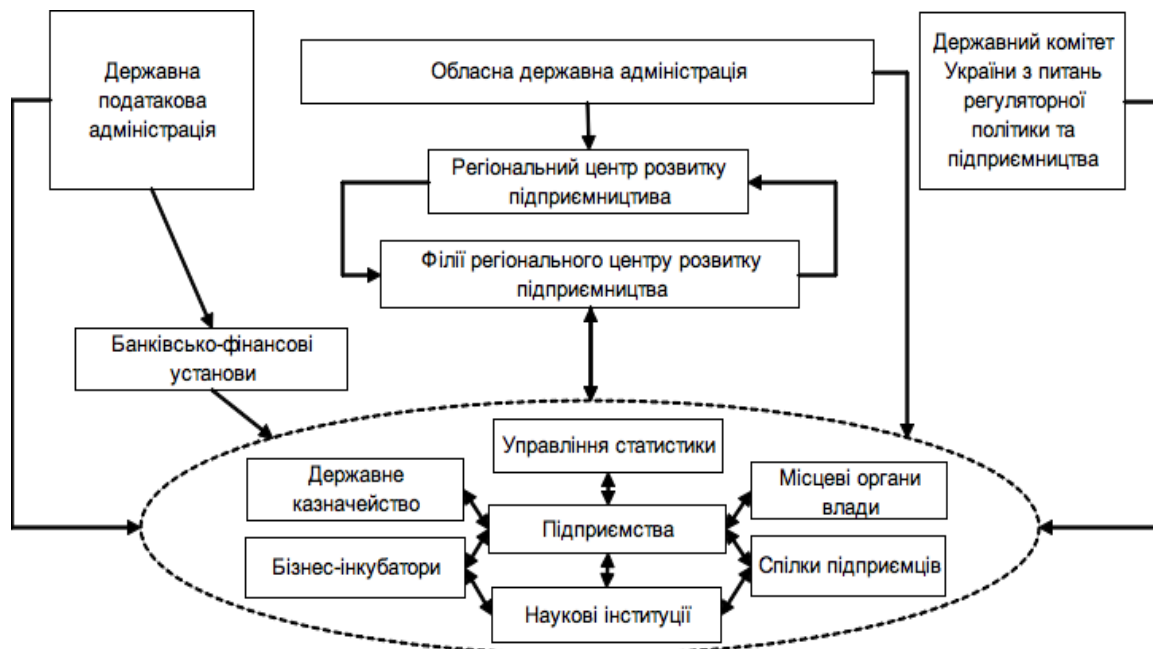 Державна
податакова
адміністрація
Обласна державна адміністрація
Державний комітет
України з питань
регуляторної
політики та
підприємництва
Регіональний центр розвитку
підприємницитива
Філії регіонального центру розвитку
підприємництва
Банківсько-фінансові
установи
Управління статистики
Державне
казначейство
Місцеві органи
влади
Підприємства
Бізнес-інкубатори
Спілки підприємців
Наукові інституції